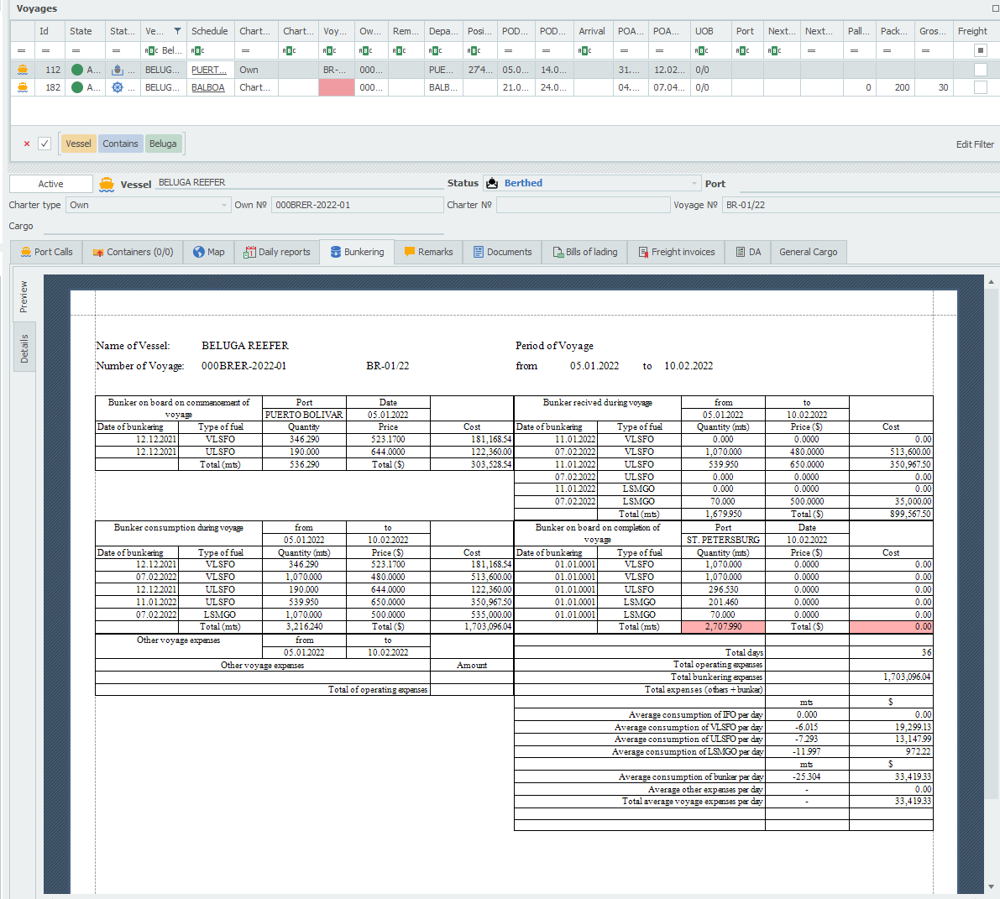 Voyages
Id State Stat... Ve... Schedule Chart... Chart... Voy... Ow... Rem... Depa... Posi... POD... POD... Arrival POA... POA... UOB Port Next... Next... Pall... Pack... Gros... Freight
= = = ABC Bel... ABC = ABC ABC ABC ABC ABC ABC = = ABC = = ABC ABC ABC ABC = = = =
112 A... ... BELUG... PUERT... Own BR-... 000... PUE... 27'4... 05.0... 14.0... 31.... 12.02... 0/0
182 A... ... BELUG... BALBOA Chart... 000... BALB... 21.0... 24.0... 04.... 07.04... 0/0 0 200 30
Vessel Contains Beluga Edit Filter
Active Vessel BELUGA REEFER Status Berthed Port
Charter type Own Own Nº 000BRER-2022-01 Charter Nº Voyage Nº BR-01/22
Cargo
Port Calls Containers (0/0) Map Daily reports Bunkering Remarks Documents Bills of lading Freight invoices DA General Cargo
Preview
Details
Name of Vessel: BELUGA REEFER Period of Voyage
Number of Voyage: 000BRER-2022-01 BR-01/22 from 05.01.2022 to 10.02.2022
Bunker on board on commencement of voyage Port Date
PUERTO BOLIVAR 05.01.2022
Date of bunkering Type of fuel Quantity Price Cost
12.12.2021 VLSFO 346.290 523.1700 181,168.54
12.12.2021 ULSFO 190.000 644.0000 122,360.00
Total (mts) 536.290 Total ($) 303,528.54
Bunker recived during voyage from to
05.01.2022 10.02.2022
Date of bunkering Type of fuel Quantity (mts) Price ($) Cost
11.01.2022 VLSFO 0.000 0.0000 0.00
07.02.2022 VLSFO 1,070.000 480.0000 513,600.00
11.01.2022 ULSFO 539.950 650.0000 350,967.50
07.02.2022 ULSFO 0.000 0.0000 0.00
11.01.2022 LSMGO 0.000 0.0000 0.00
07.02.2022 LSMGO 70.000 500.0000 35,000.00
Total (mts) 1,679.950 Total ($) 899,567.50
Bunker consumption during voyage from to
05.01.2022 10.02.2022
Date of bunkering Type of fuel Quantity (mts) Price ($) Cost
12.12.2021 VLSFO 346.290 523.1700 181,168.54
07.02.2022 VLSFO 1,070.000 480.0000 513,600.00
12.12.2021 ULSFO 190.000 644.0000 122,360.00
11.01.2022 ULSFO 539.950 650.0000 350,967.50
07.02.2022 LSMGO 1,070.000 500.0000 535,000.00
Total (mts) 3,216.240 Total ($) 1,703,096.04
Bunker on board on completion of voyage Port Date
ST. PETERSBURG 10.02.2022
Date of bunkering Type of fuel Quantity (mts) Price ($) Cost
01.01.0001 VLSFO 1,070.000 0.0000 0.00
01.01.0001 VLSFO 1,070.000 0.0000 0.00
01.01.0001 ULSFO 296.530 0.0000 0.00
01.01.0001 LSMGO 201.460 0.0000 0.00
01.01.0001 LSMGO 70.000 0.0000 0.00
Total (mts) 2,707.990 Total ($) 0.00
Other voyage expenses from to
05.01.2022 10.02.2022
Other voyage expenses Amount
Total of operating expenses
Total days 36
Total operating expenses
Total bunkering expenses 1,703,096.04
Total expenses (others + bunker)
mts $
Average consumption of IFO per day 0.000 0.00
Average consumption of VLSFO per day -6.015 19,299.13
Average consumption of ULSFO per day -7.293 13,147.99
Average consumption of LSMGO per day -11.997 972.22
mts $
Average consumption of bunker per day -25.304 33,419.33
Average other expenses per day - 0.00
Total average voyage expenses per day - 33,419.33